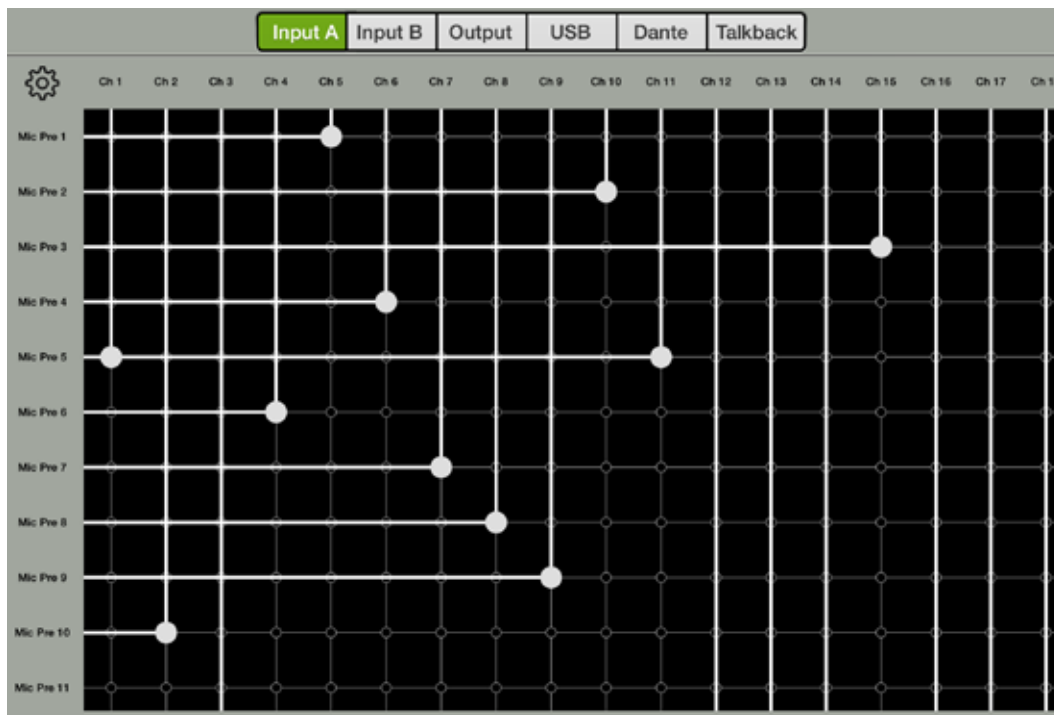 Input A Input B Output USB Dante Talkback
Ch 1 Ch 2 Ch 3 Ch 4 Ch 5 Ch 6 Ch 7 Ch 8 Ch 9 Ch 10 Ch 11 Ch 12 Ch 13 Ch 14 Ch 15 Ch 16 Ch 17 Ch 1
Mic Pre 1
Mic Pre 2
Mic Pre 3
Mic Pre 4
Mic Pre 5
Mic Pre 6
Mic Pre 7
Mic Pre 8
Mic Pre 9
Mic Pre 10
Mic Pre 11